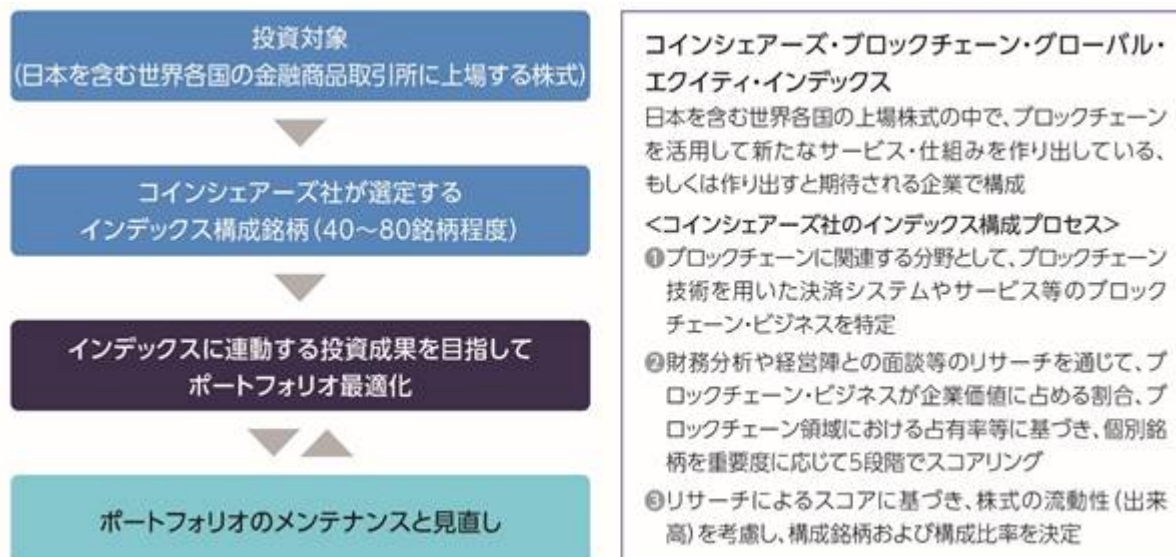 投資対象
(日本を含む世界各国の金融商品取引所に上場する株式)
コインシェアーズ社が選定する
インデックス構成銘柄(40～80銘柄程度)
インデックスに連動する投資成果を目指して
ポートフォリオ最適化
ポートフォリオのメンテナンスと見直し
コインシェアーズ・ブロックチェーン・グローバル・
エクイティ・インデックス
日本を含む世界各国の上場株式の中で、ブロックチェーン
を活用して新たなサービス・仕組みを作り出している、
もしくは作り出すと期待される企業で構成
<コインシェアーズ社のインデックス構成プロセス>
❶ブロックチェーンに関連する分野として、ブロックチェーン
技術を用いた決済システムやサービス等のブロック
チェーン・ビジネスを特定
❷財務分析や経営陣との面談等のリサーチを通じて、ブ
ロックチェーン・ビジネスが企業価値に占める割合、ブ
ロックチェーン領域における占有率等に基づき、個別銘
柄を重要度に応じて5段階でスコアリング
❸リサーチによるスコアに基づき、株式の流動性(出来
高)を考慮し、構成銘柄および構成比率を決定